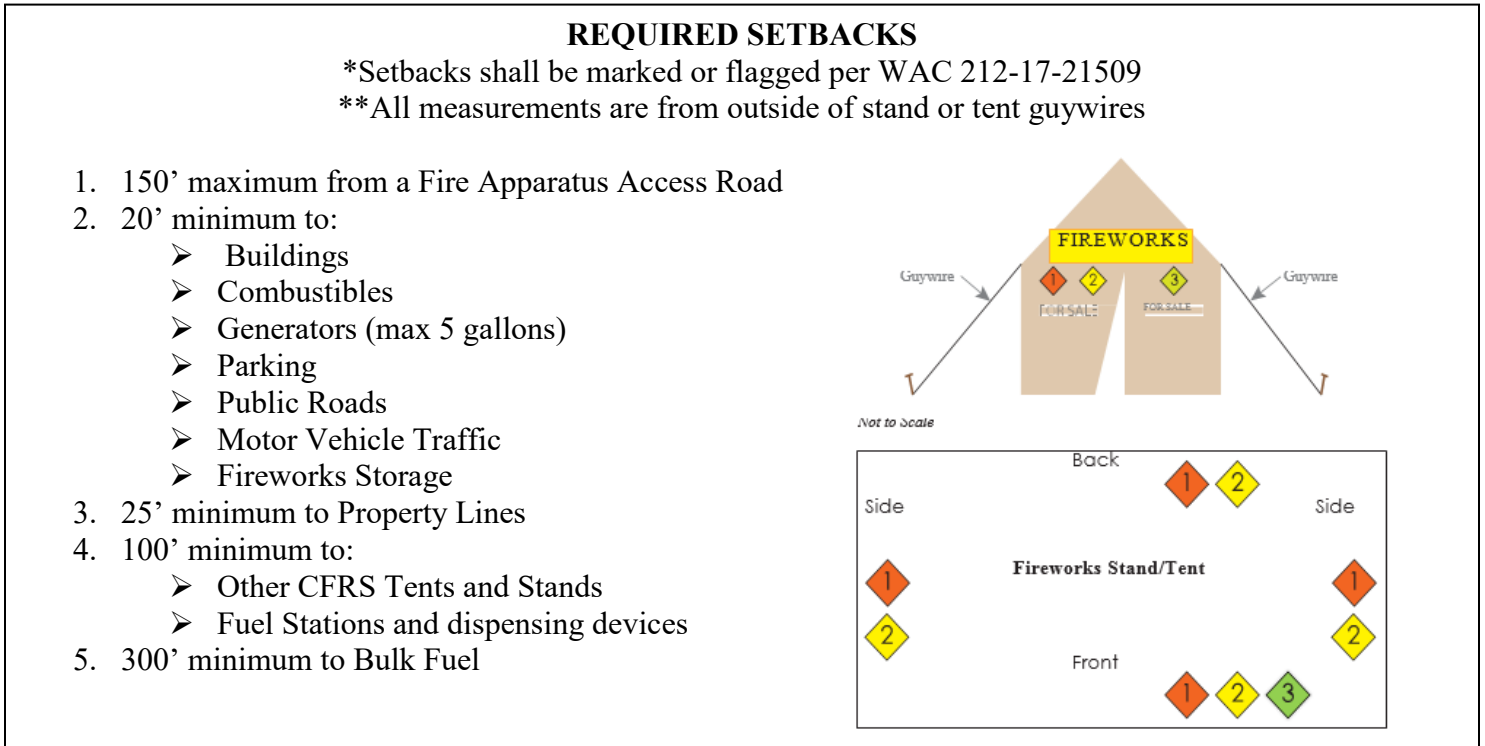 REQUIRED SETBACKS
*Setbacks shall be marked or flagged per WAC 212-17-21509
**All measurements are from outside of stand or tent guywires
1. 150’ maximum from a Fire Apparatus Access Road
2. 20’ minimum to:
➢ Buildings
➢ Combustibles
➢ Generators (max 5 gallons)
➢ Parking
➢ Public Roads
➢ Motor Vehicle Traffic
➢ Fireworks Storage
3. 25’ minimum to Property Lines
4. 100’ minimum to:
➢ Other CFRS Tents and Stands
➢ Fuel Stations and dispensing devices
5. 300’ minimum to Bulk Fuel
FIREWORKS
Guywire
1 2 3
Guywire
FOR SALE FOR SALE
Not to Scale
Back
1 2
Side Side
Fireworks Stand/Tent
1 1
2 2
Front
1 2 3